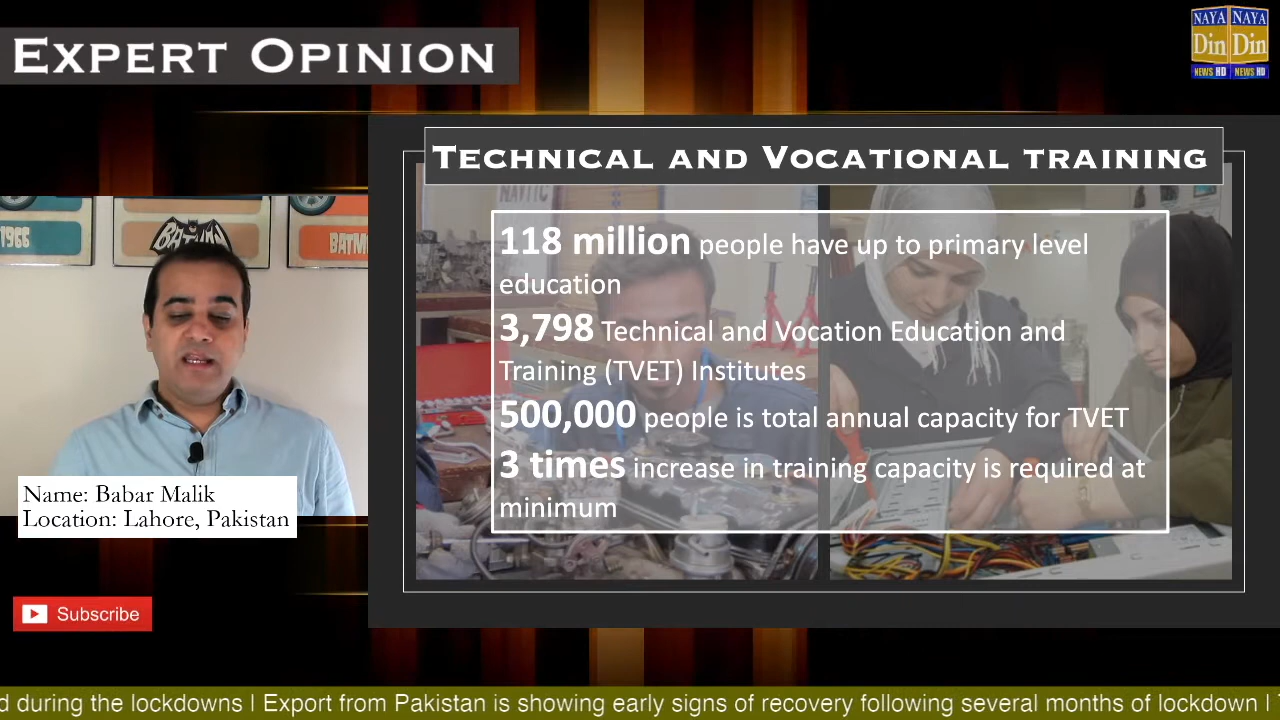 EXPERT OPINION
NAYA NAYA
Din Din
NEWS HD NEWS HD
TECHNICAL AND VOCATIONAL TRAINING
NAVTTC
118 million people have up to primary level
education
3,798 Technical and Vocation Education and
Training (TVET) Institutes
500,000 people is total annual capacity for TVET
3 times increase in training capacity is required at
minimum
1966
BATMAN
BATM
Name: Babar Malik
Location: Lahore, Pakistan
Subscribe
d during the lockdowns | Export from Pakistan is showing early signs of recovery following several months of lockdown |